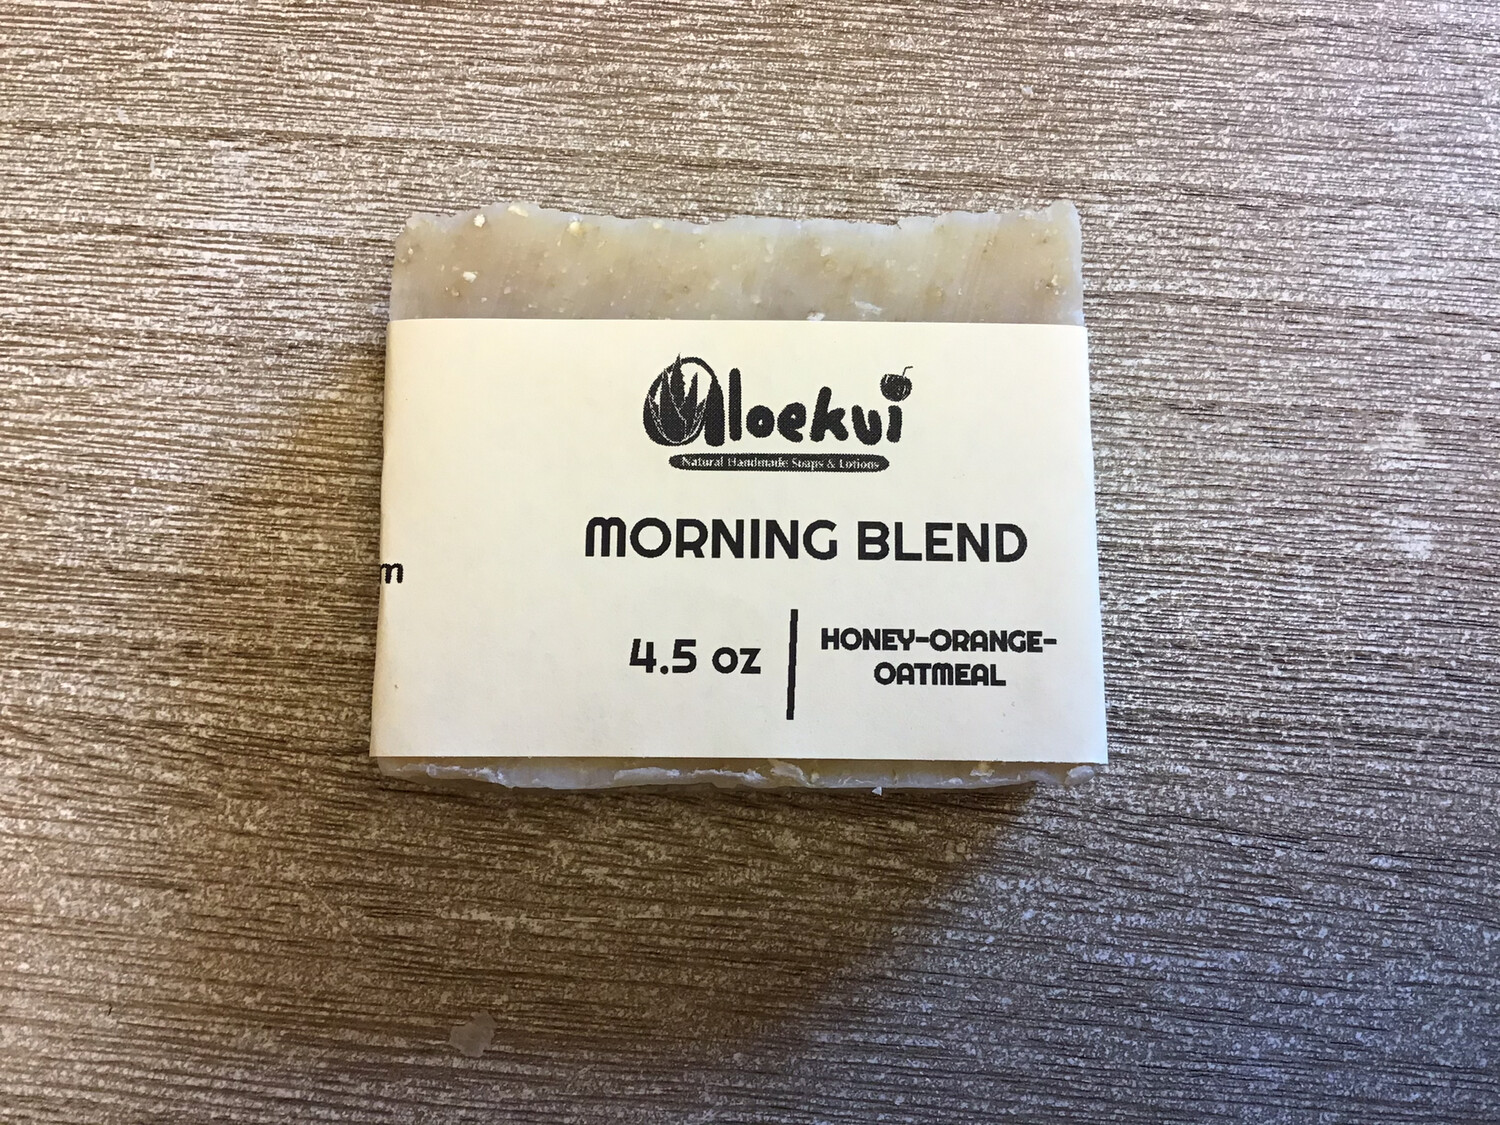 Aloekui
Natural Handmade Soaps & Lotions
MORNING BLEND
m
4.5 oz
HONEY-ORANGE-
OATMEAL